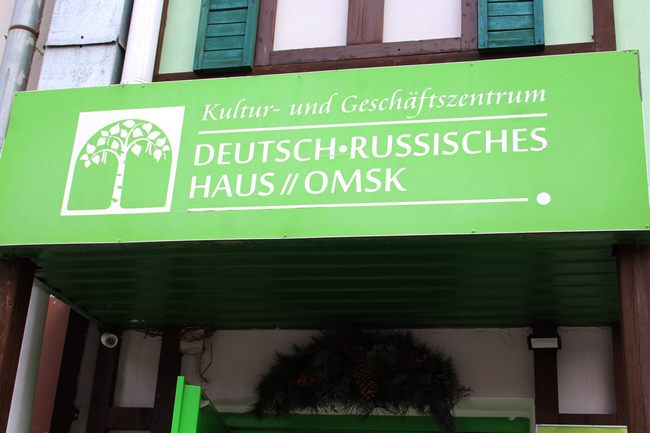 Kultur- und Geschäftszentrum
DEUTSCH•RUSSISCHES
HAUS // OMSK